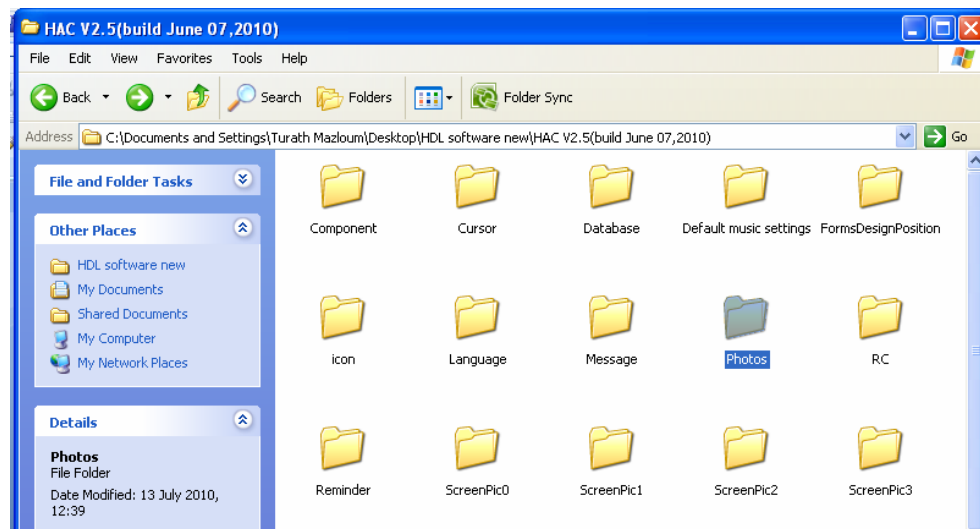 HAC V2.5(build June 07,2010)
File Edit View Favorites Tools Help
Back Search Folders Folder Sync
Address C:\Documents and Settings\Turath Mazloum\Desktop\HDL software new\HAC V2.5(build June 07,2010) Go
File and Folder Tasks
Other Places
HDL software new
My Documents
Shared Documents
My Computer
My Network Places
Details
Photos
File Folder
Date Modified: 13 July 2010,
12:39
Component Cursor Database Default music settings FormsDesignPosition
icon Language Message Photos RC
Reminder ScreenPic0 ScreenPic1 ScreenPic2 ScreenPic3